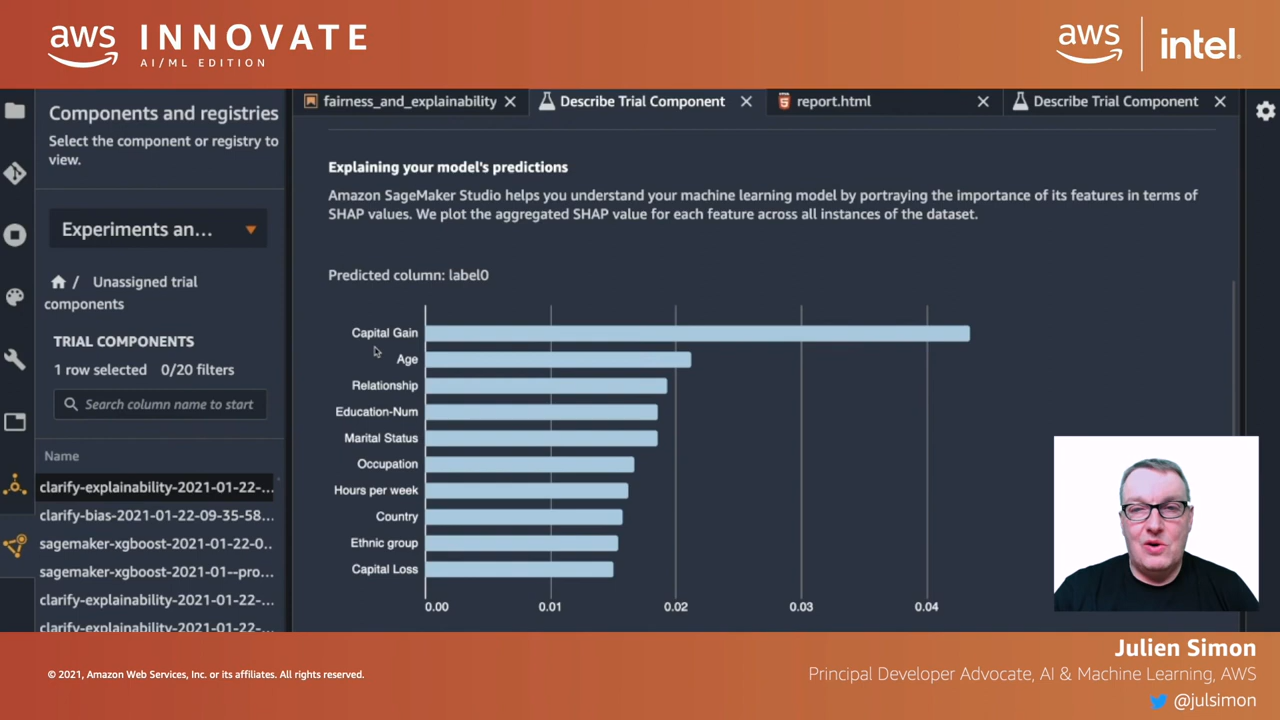 aws INNOVATE
AI/ML EDITION
aws intel.
Components and registries
Select the component or registry to
view.
Experiments an...
/ Unassigned trial
components
TRIAL COMPONENTS
1 row selected 0/20 filters
Search column name to start
Name
clarify-explainability-2021-01-22-...
clarify-bias-2021-01-22-09-35-58...
sagemaker-xgboost-2021-01-22-0...
sagemaker-xgboost-2021-01--pro...
clarify-explainability-2021-01-22-...
clarify-explainability-2021-01-22-...
fairness_and_explainability
Describe Trial Component
report.html
Describe Trial Component
Explaining your model's predictions
Amazon SageMaker Studio helps you understand your machine learning model by portraying the importance of its features in terms of
SHAP values. We plot the aggregated SHAP value for each feature across all instances of the dataset.
Predicted column: label0
Capital Gain
Age
Relationship
Education-Num
Marital Status
Occupation
Hours per week
Country
Ethnic group
Capital Loss
0.00 0.01 0.02 0.03 0.04
Julien Simon
Principal Developer Advocate, AI & Machine Learning, AWS
@julsimon
© 2021, Amazon Web Services, Inc. or its affiliates. All rights reserved.